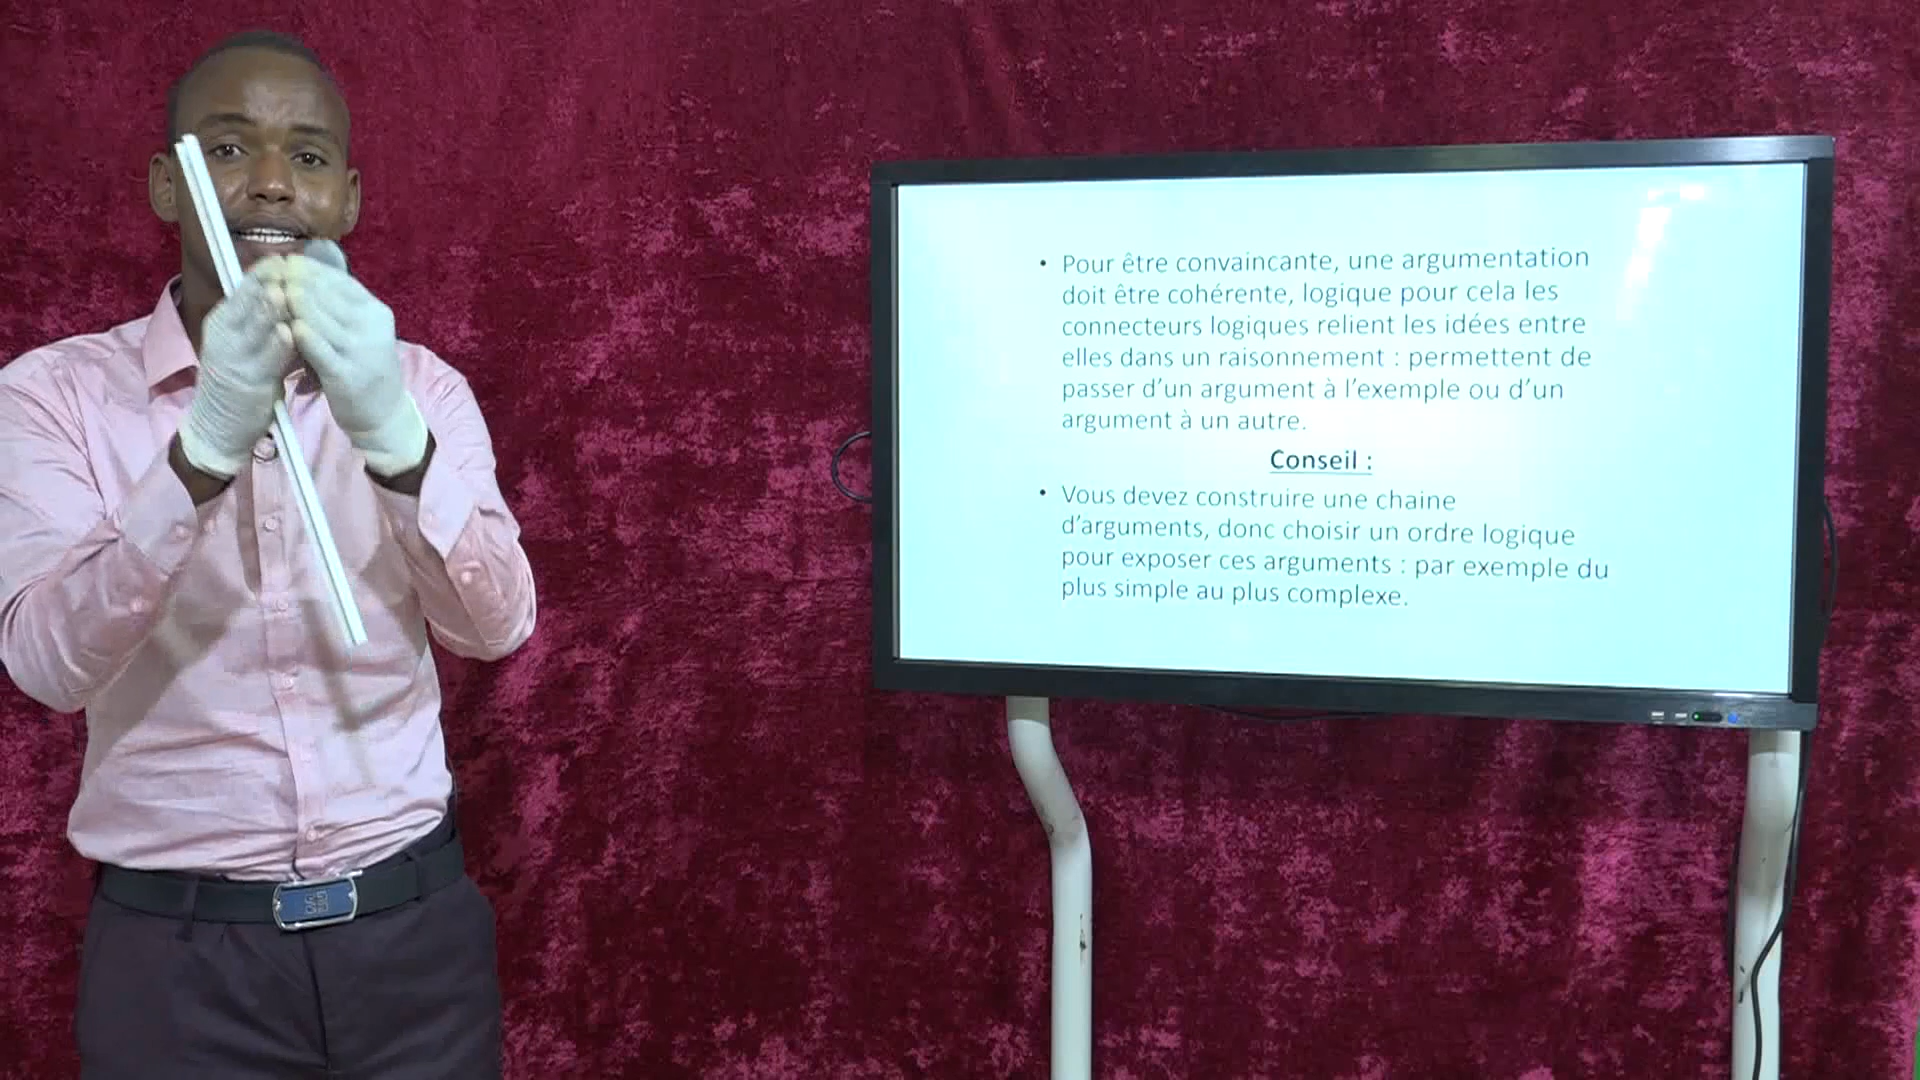 • Pour être convaincante, une argumentation
doit être cohérente, logique pour cela les
connecteurs logiques relient les idées entre
elles dans un raisonnement : permettent de
passer d’un argument à l’exemple ou d’un
argument à un autre.
Conseil :
• Vous devez construire une chaine
d’arguments, donc choisir un ordre logique
pour exposer ces arguments : par exemple du
plus simple au plus complexe.